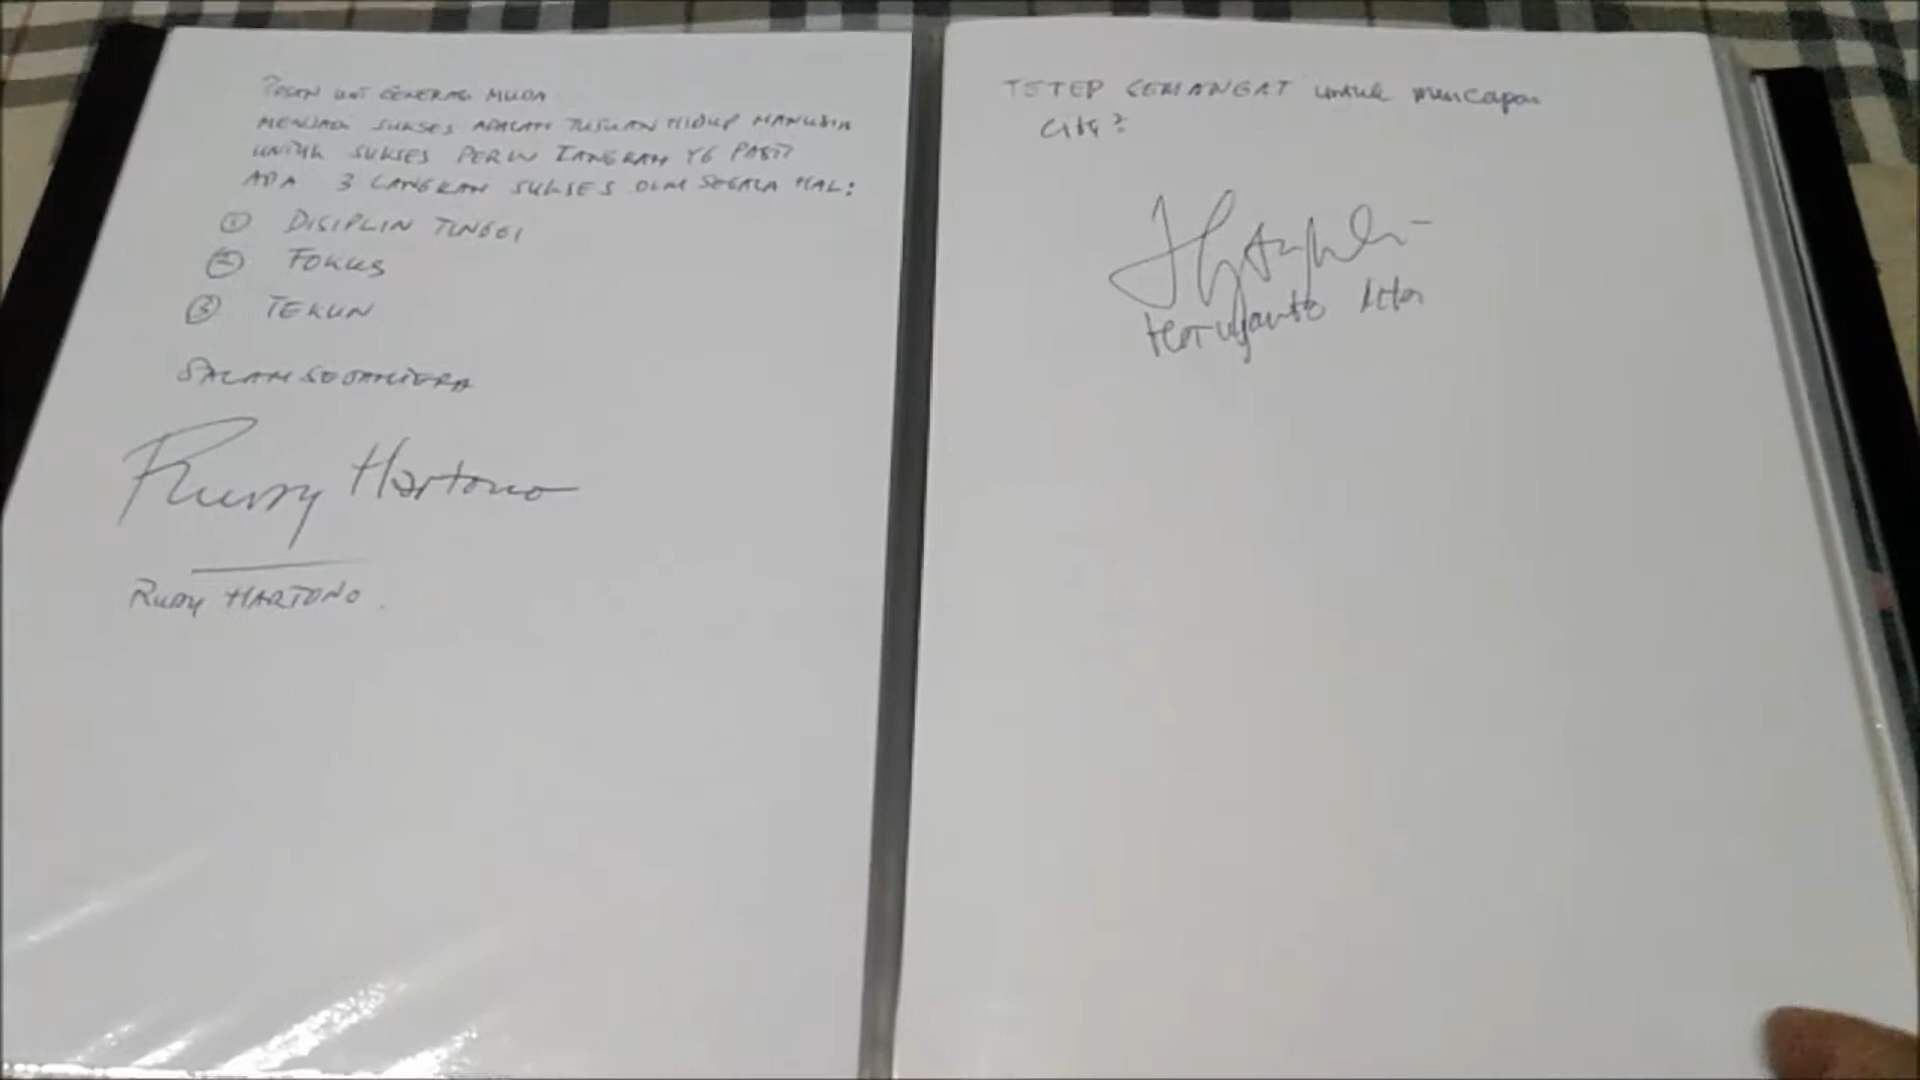 PESAN UNT GENERASI MUDA
MENJADI SUKSES ADALAH TUJUAN HIDUP MANUSIA
UNTUK SUKSES PERLU LANGKAH YG PASTI
ADA 3 LANGKAH SUKSES DLM SEGALA HAL:
① DISIPLIN TINGGI
② FOKUS
③ TEKUN
SALAM SEJAHTERA
Rudy Hartono
RUDY HARTONO.
TETEP SEMANGAT untuk mencapai
cita²
Hariyanto